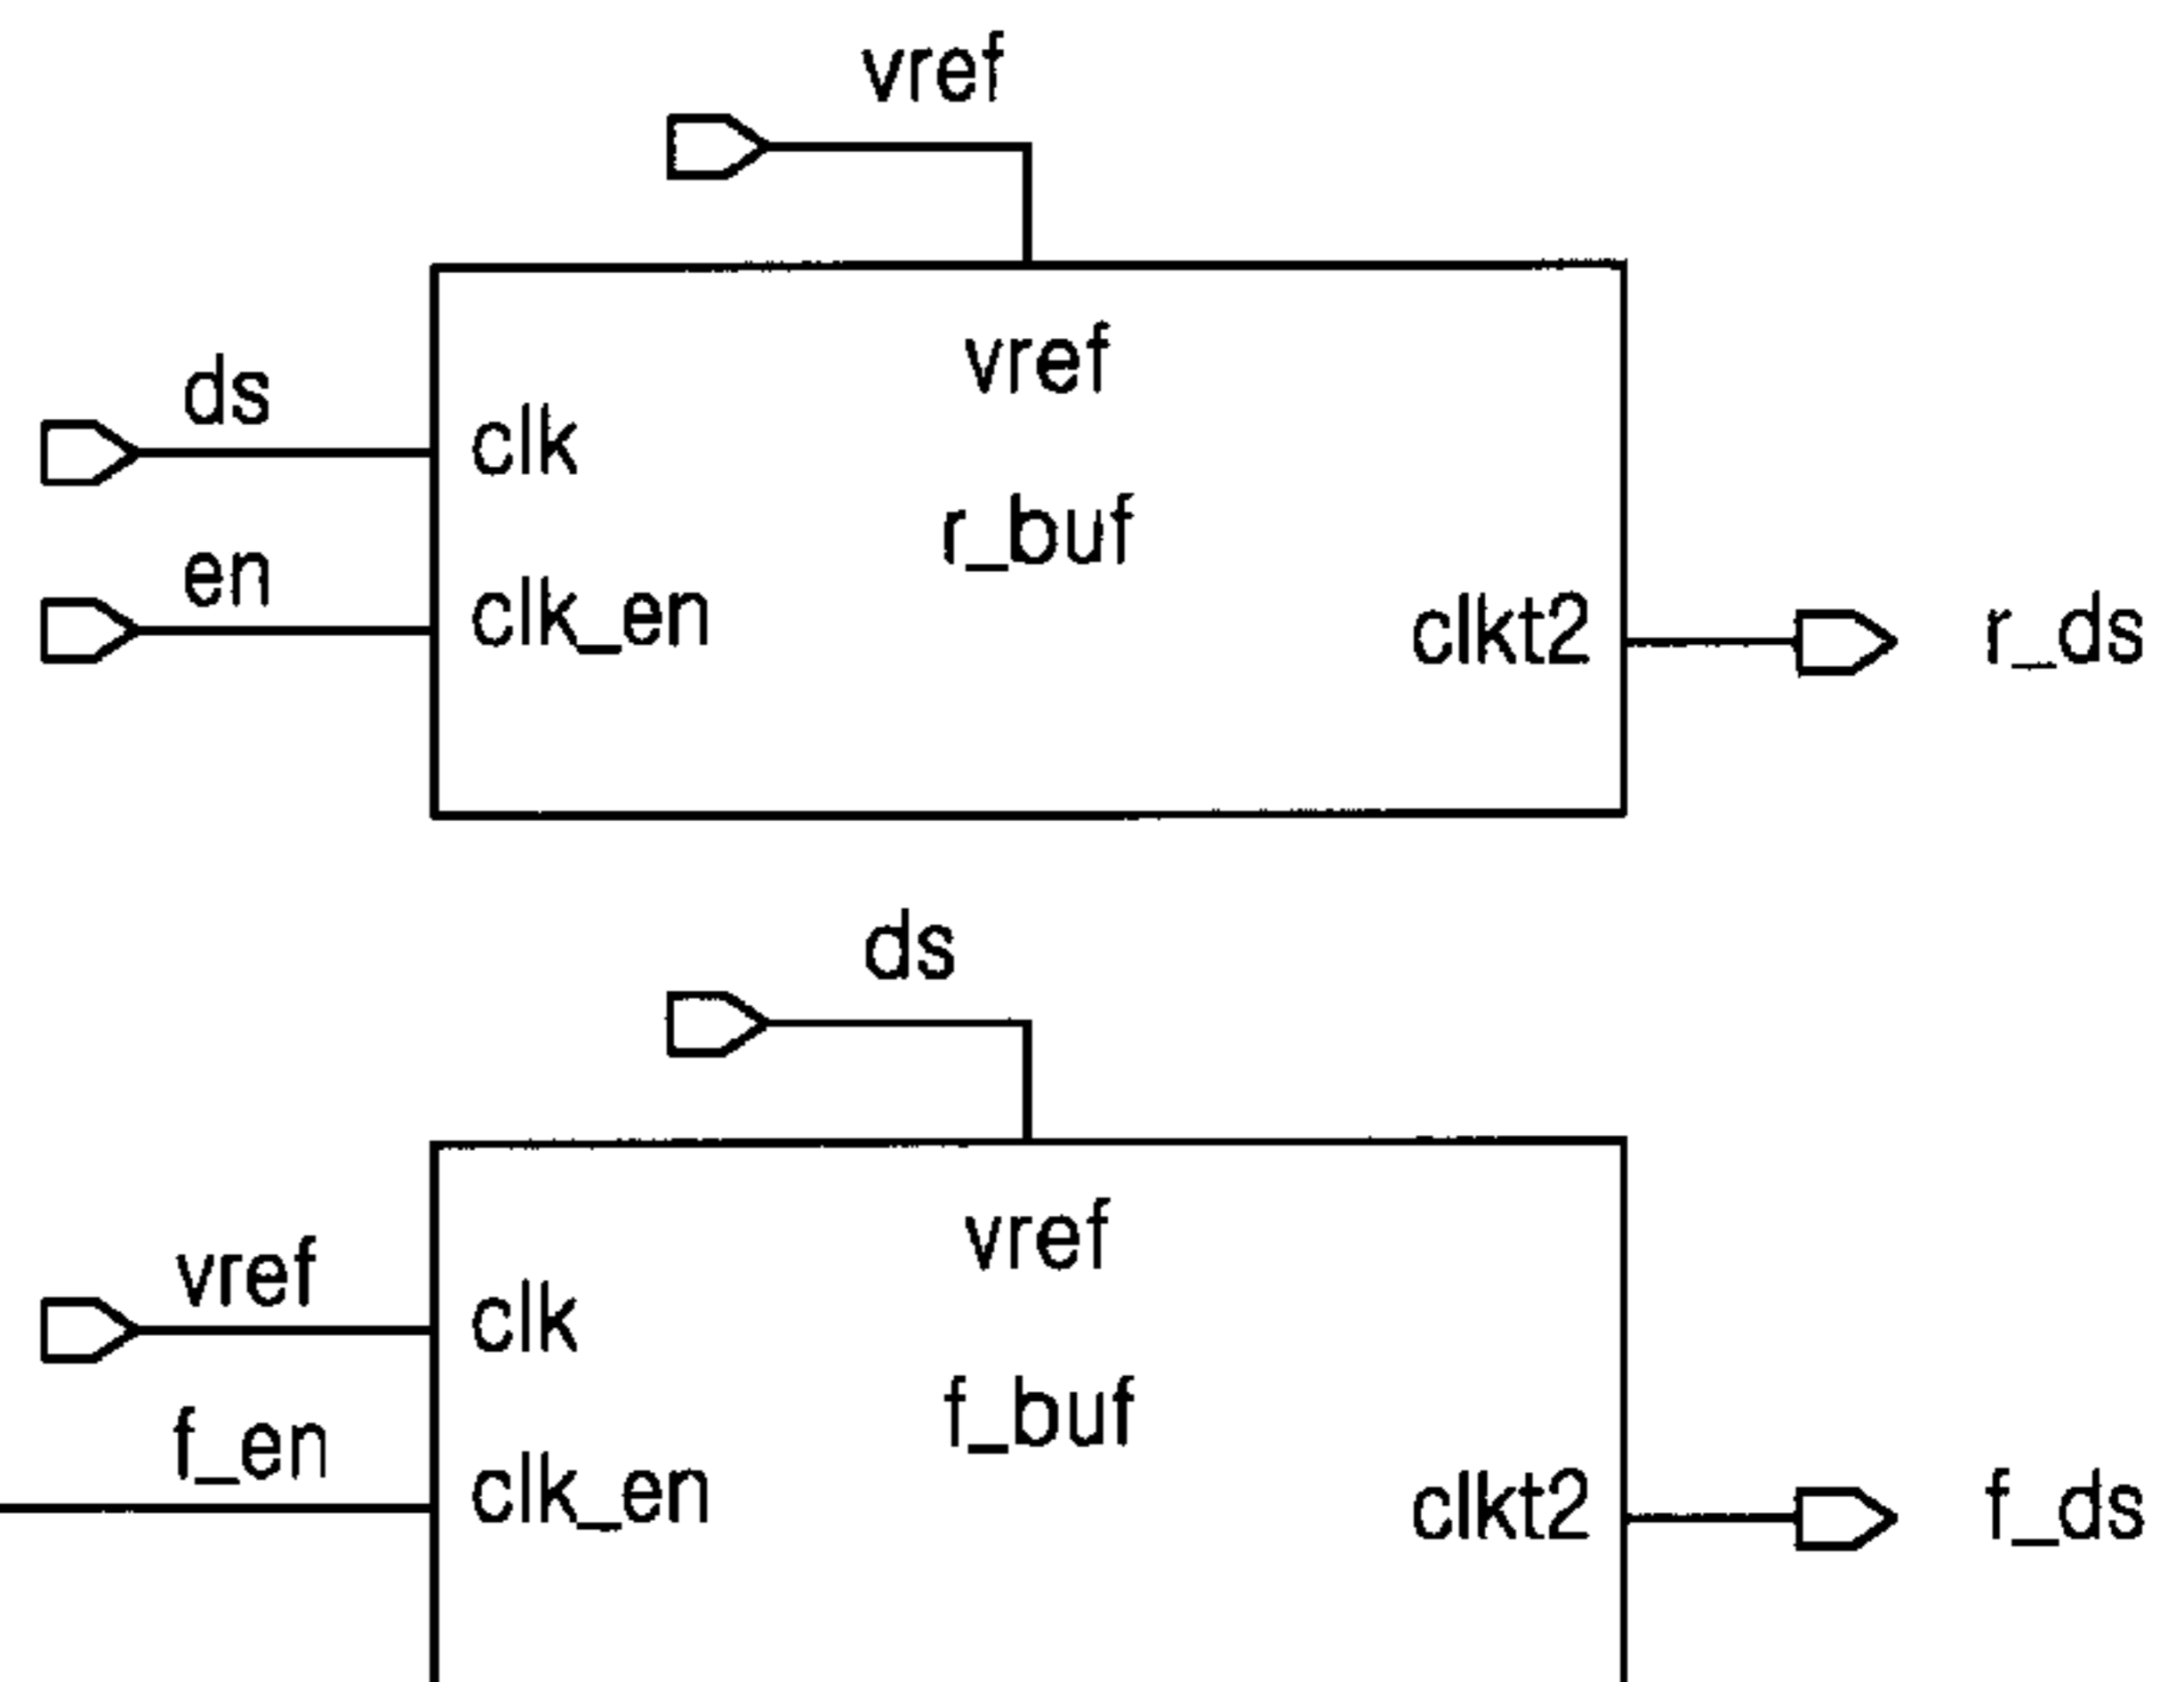 vref
vref
ds
clk
r_buf
en
clk_en
clkt2
r_ds
ds
vref
vref
clk
f_buf
f_en
clk_en
clkt2
f_ds